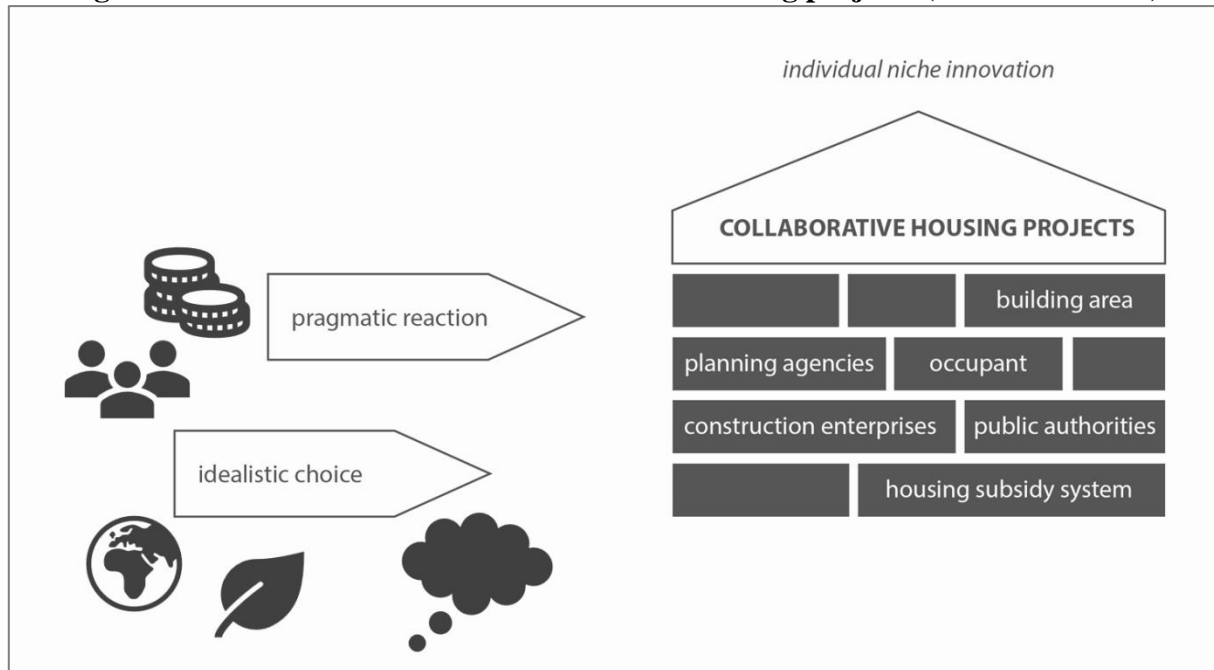 individual niche innovation
COLLABORATIVE HOUSING PROJECTS
building area
pragmatic reaction
planning agencies occupant
construction enterprises public authorities
idealistic choice
housing subsidy system